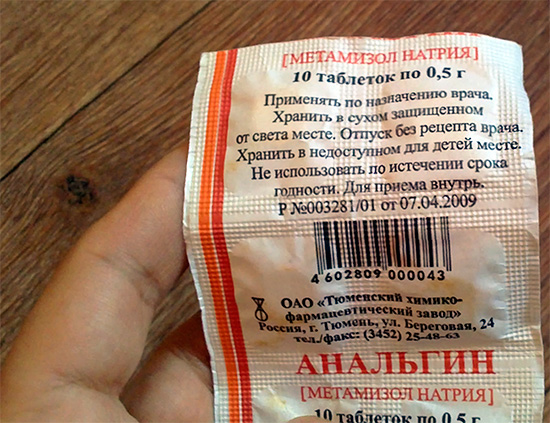 [МЕТАМИЗОЛ НАТРИЯ]
10 таблеток по 0,5 г
Применять по назначению врача.
Хранить в сухом защищенном
от света месте. Отпуск без рецепта врача.
Хранить в недоступном для детей месте.
Не использовать по истечении срока
годности. Для приема внутрь.
Р №003281/01 от 07.04.2009
4 602809 000043
ОАО «Тюменский химико-
фармацевтический завод»
Россия, г. Тюмень, ул. Береговая, 24
тел./факс: (3452) 25-48-63
АНАЛЬГИН
[МЕТАМИЗОЛ НАТРИЯ]
10 таблеток по 0,5 г